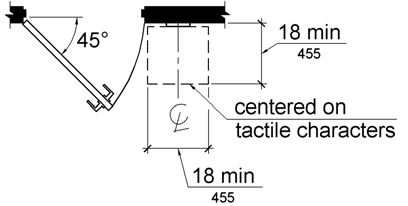 45°
18 min
455
centered on
tactile characters
℄
18 min
455